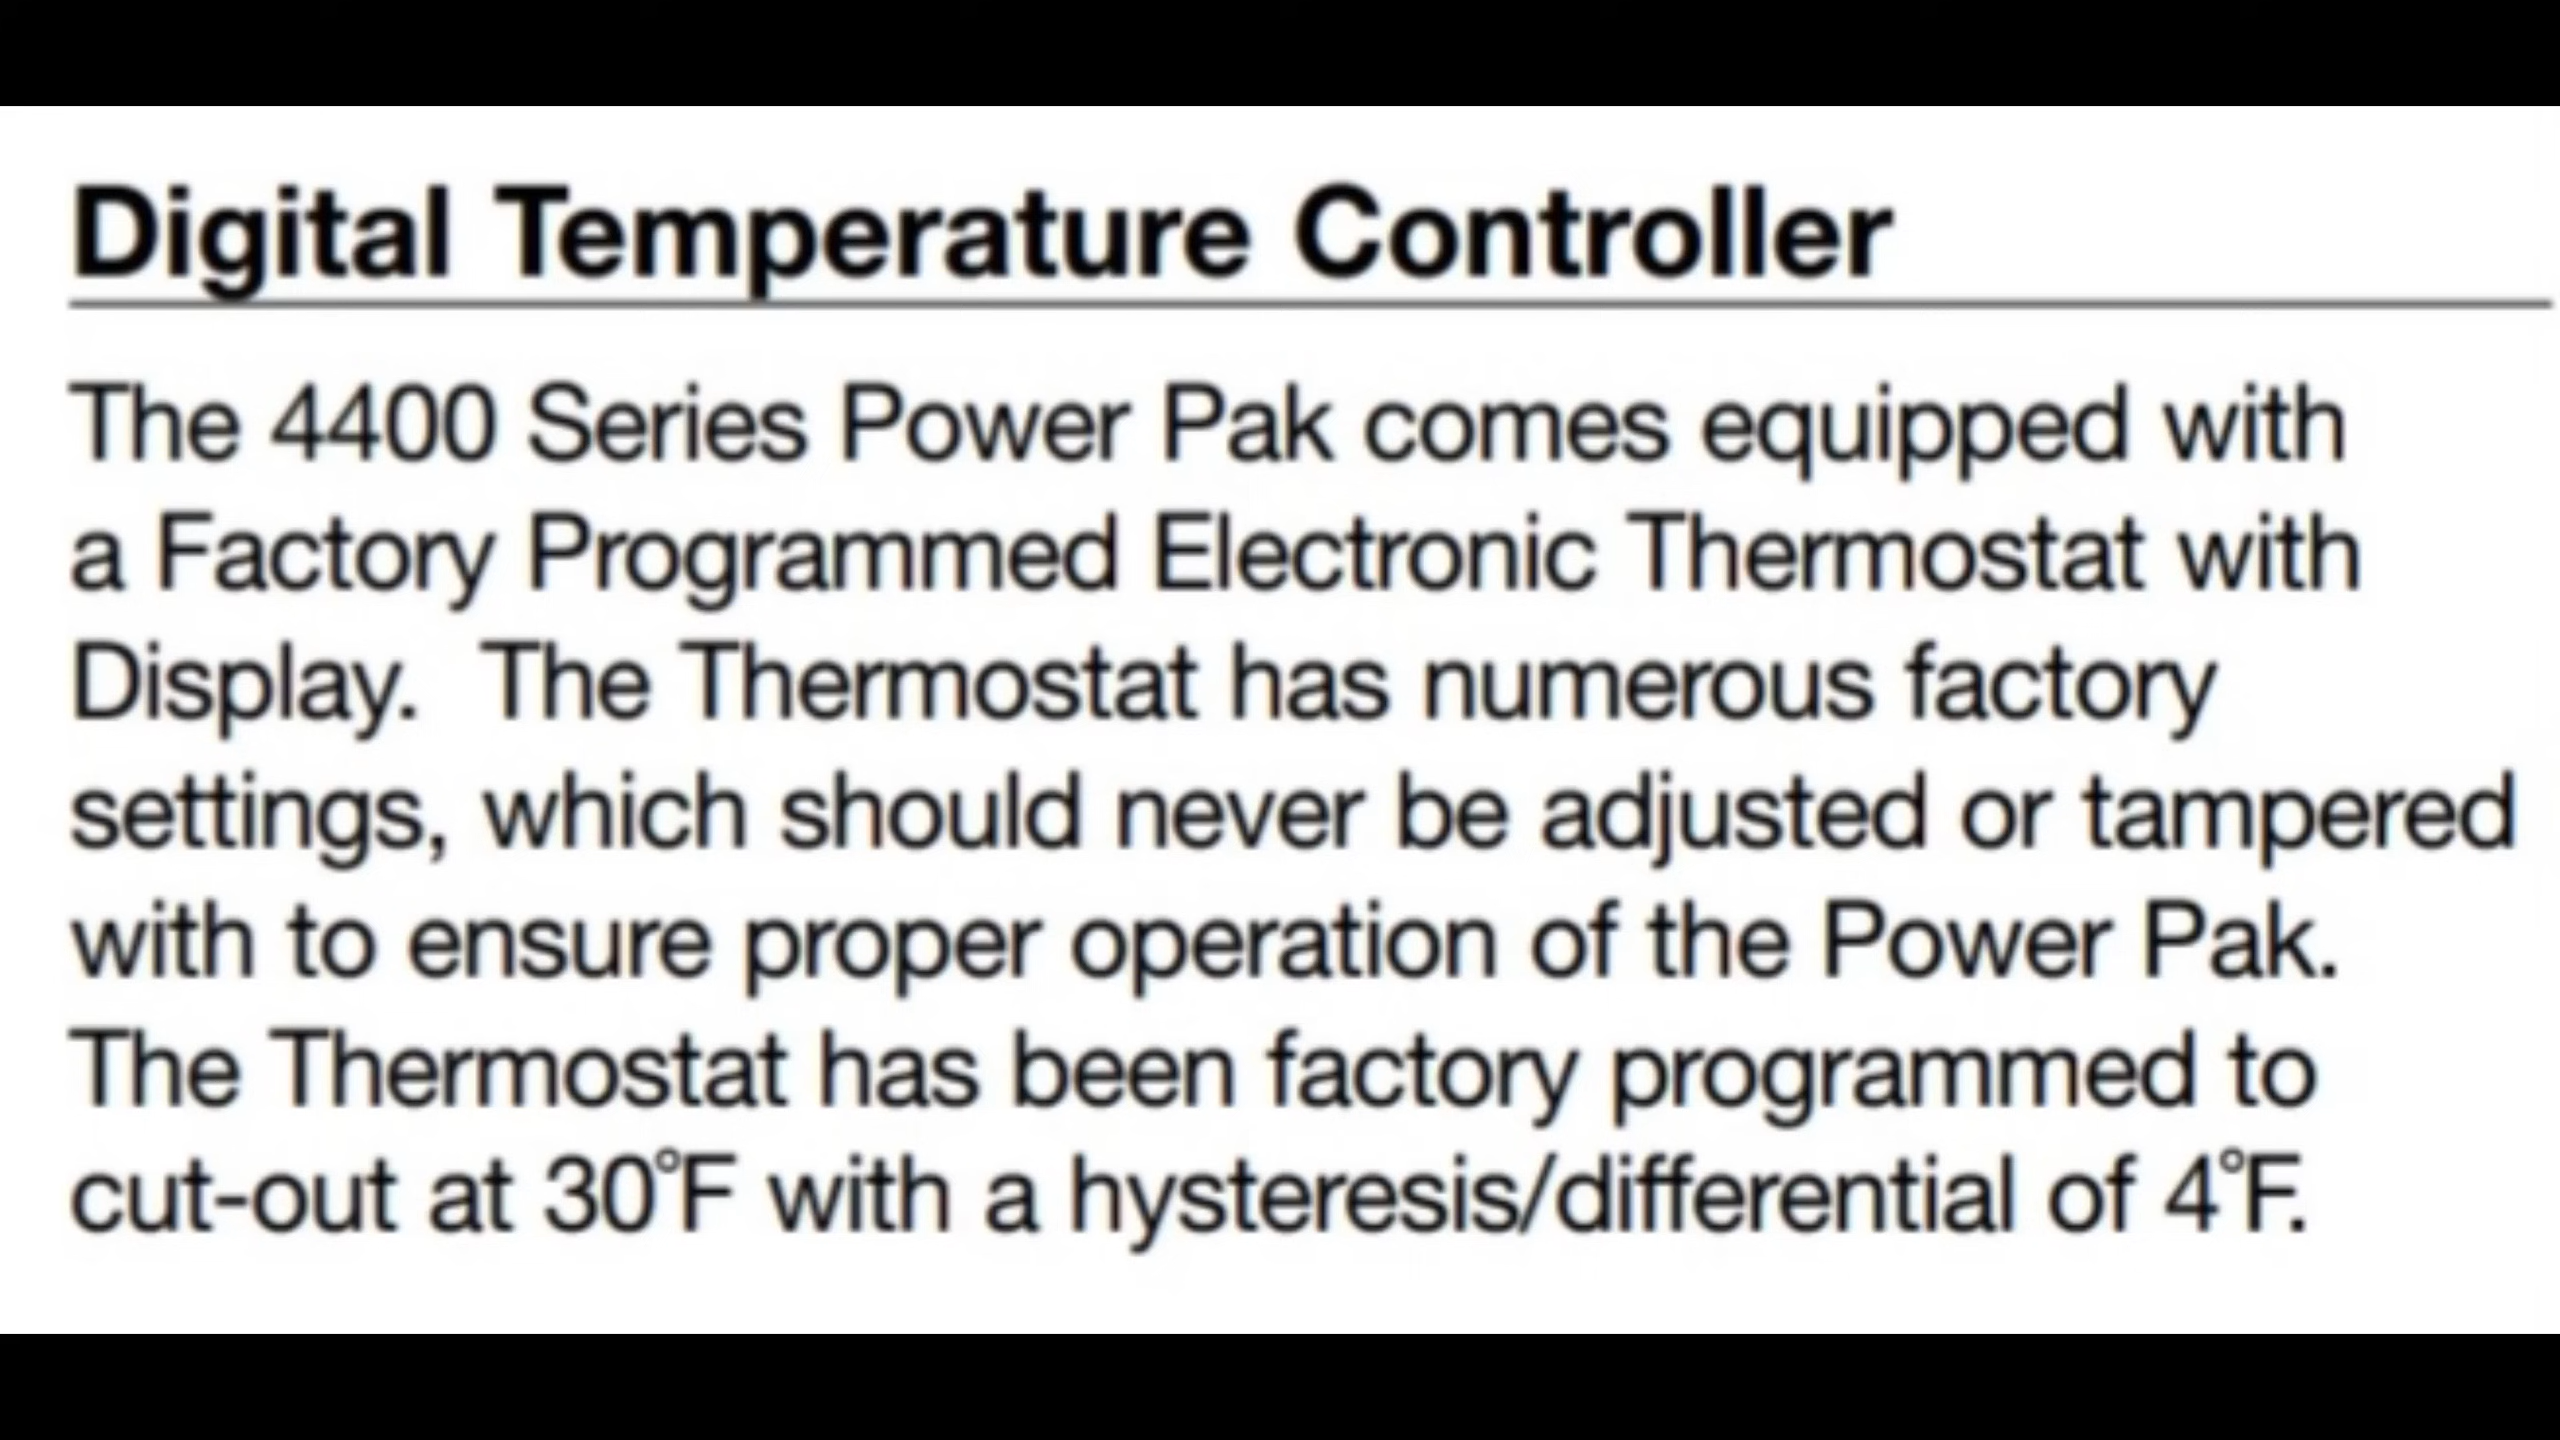 Digital Temperature Controller
The 4400 Series Power Pak comes equipped with
a Factory Programmed Electronic Thermostat with
Display.  The Thermostat has numerous factory
settings, which should never be adjusted or tampered
with to ensure proper operation of the Power Pak.
The Thermostat has been factory programmed to
cut-out at 30°F with a hysteresis/differential of 4°F.